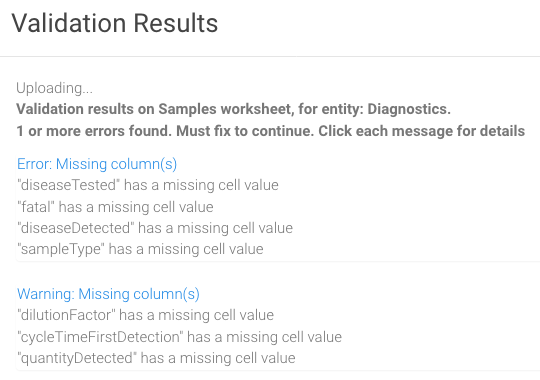 Validation Results
Uploading...
Validation results on Samples worksheet, for entity: Diagnostics.
1 or more errors found. Must fix to continue. Click each message for details
Error: Missing column(s)
"diseaseTested" has a missing cell value
"fatal" has a missing cell value
"diseaseDetected" has a missing cell value
"sampleType" has a missing cell value
Warning: Missing column(s)
"dilutionFactor" has a missing cell value
"cycleTimeFirstDetection" has a missing cell value
"quantityDetected" has a missing cell value